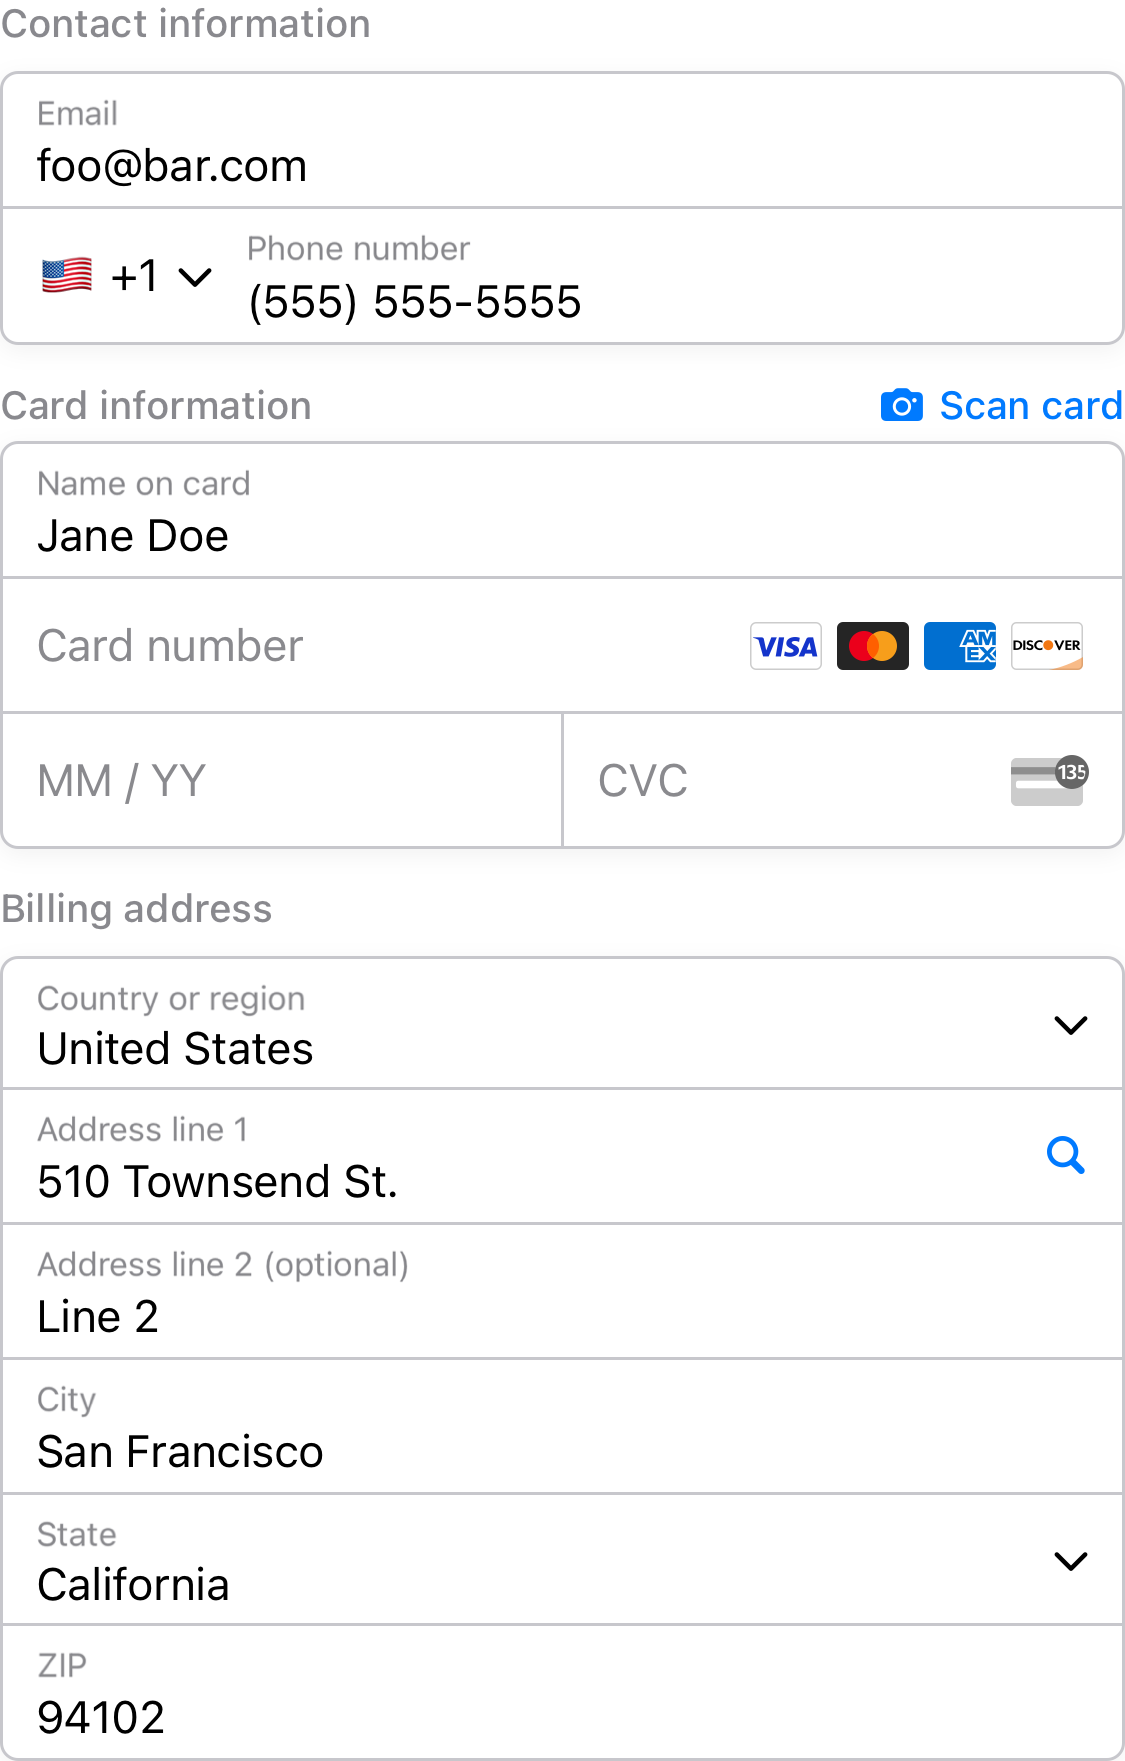 Contact information
Email
foo@bar.com
Phone number
+1 (555) 555-5555
Card information Scan card
Name on card
Jane Doe
Card number VISA AM EX DISCOVER
MM / YY CVC 135
Billing address
Country or region
United States
Address line 1
510 Townsend St.
Address line 2 (optional)
Line 2
City
San Francisco
State
California
ZIP
94102